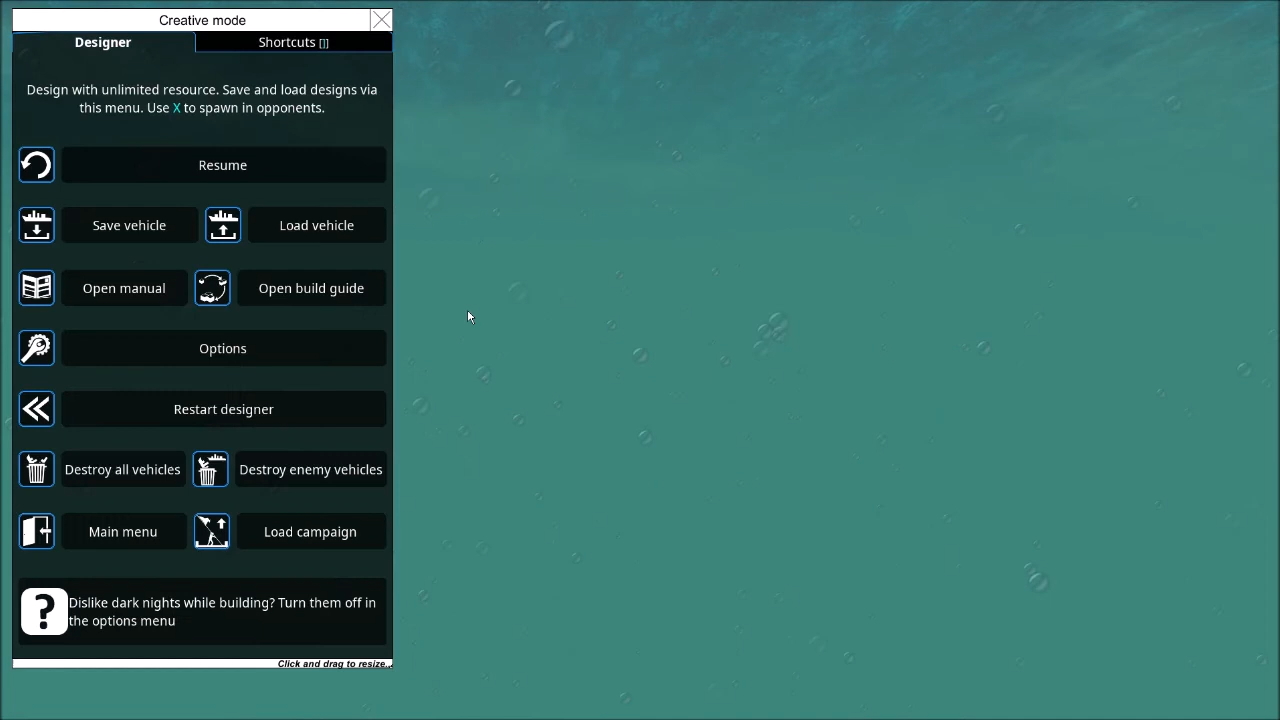 Creative mode
Designer
Shortcuts []]
Design with unlimited resource. Save and load designs via
this menu. Use X to spawn in opponents.
Resume
Save vehicle
Load vehicle
Open manual
Open build guide
Options
Restart designer
Destroy all vehicles
Destroy enemy vehicles
Main menu
Load campaign
?
Dislike dark nights while building? Turn them off in
the options menu
Click and drag to resize..